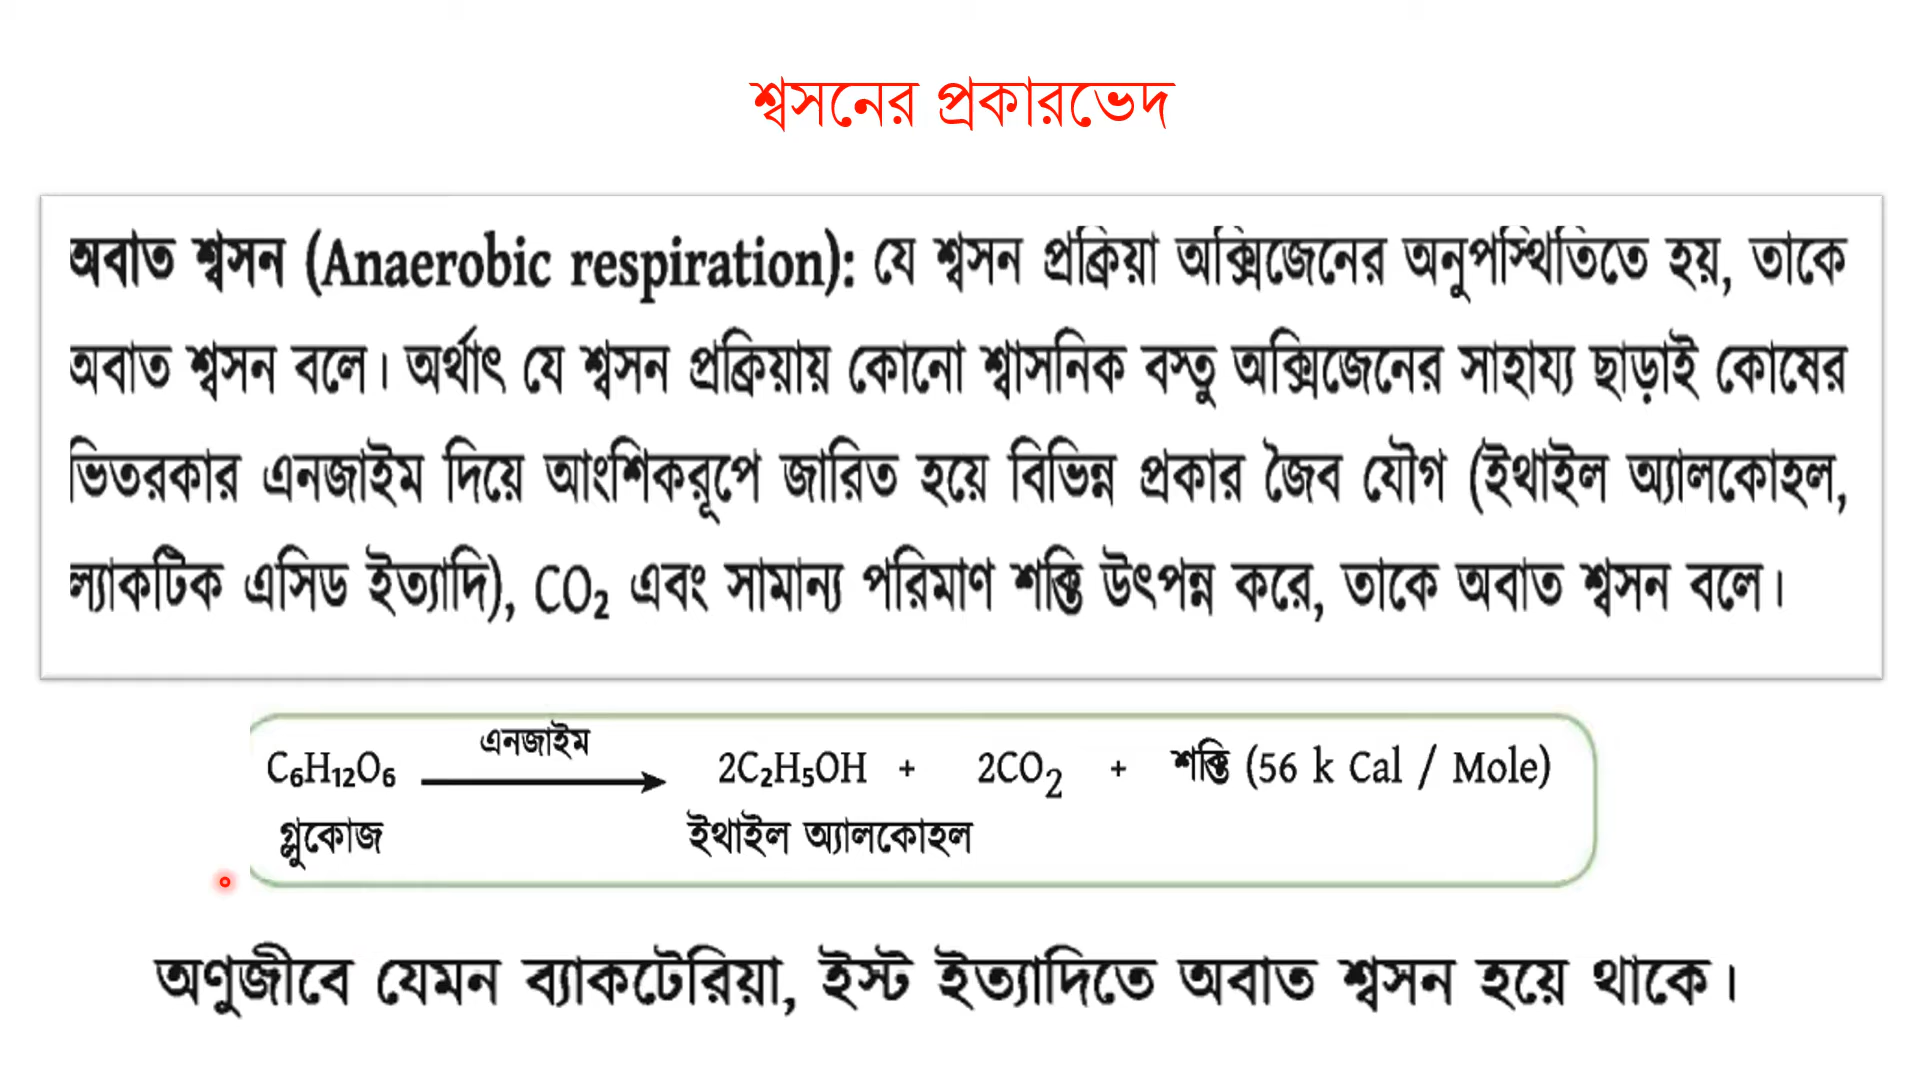 শ্বসনের প্রকারভেদ
অবাত শ্বসন (Anaerobic respiration): যে শ্বসন প্রক্রিয়া অক্সিজেনের অনুপস্থিতিতে হয়, তাকে
অবাত শ্বসন বলে। অর্থাৎ যে শ্বসন প্রক্রিয়ায় কোনো শ্বাসনিক বস্তু অক্সিজেনের সাহায্য ছাড়াই কোষের
ভিতরকার এনজাইম দিয়ে আংশিকরূপে জারিত হয়ে বিভিন্ন প্রকার জৈব যৌগ (ইথাইল অ্যালকোহল,
ল্যাকটিক এসিড ইত্যাদি), CO₂ এবং সামান্য পরিমাণ শক্তি উৎপন্ন করে, তাকে অবাত শ্বসন বলে।
এনজাইম
C₆H₁₂O₆ 2C₂H₅OH + 2CO₂ + শক্তি (56 k Cal / Mole)
গ্লুকোজ ইথাইল অ্যালকোহল
অণুজীবে যেমন ব্যাকটেরিয়া, ইস্ট ইত্যাদিতে অবাত শ্বসন হয়ে থাকে।